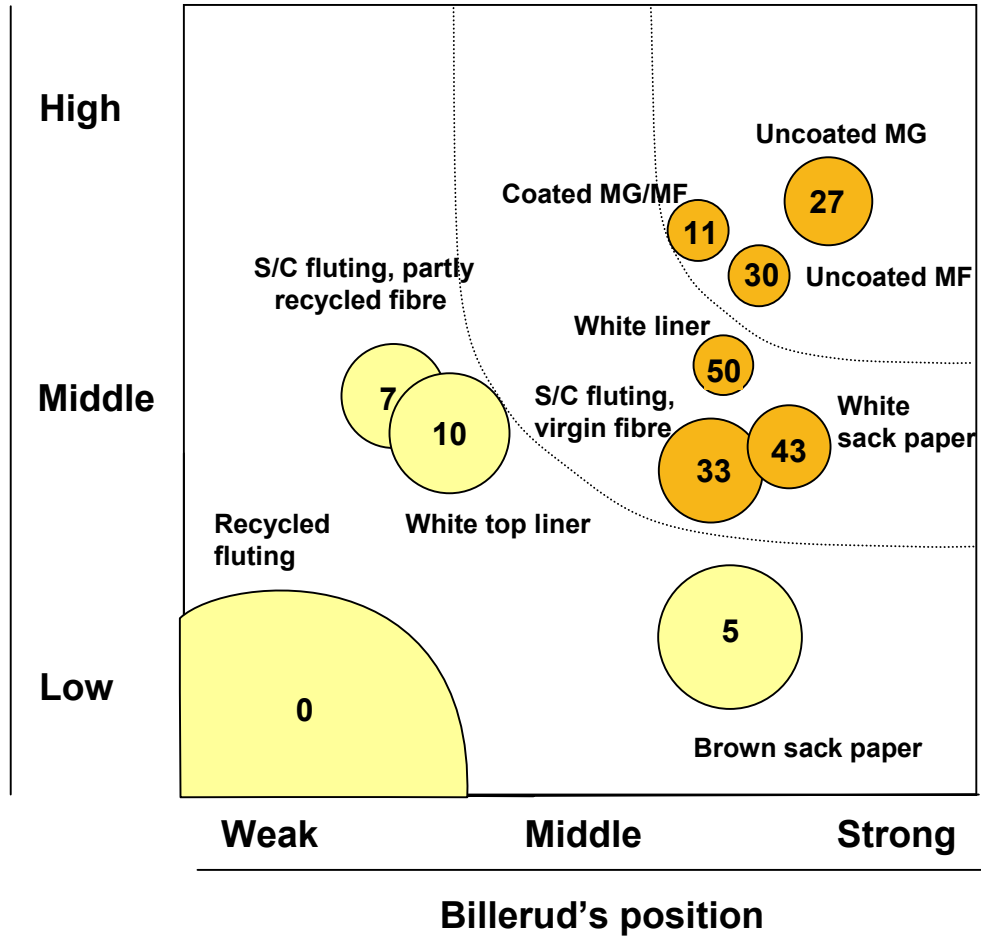 High
Uncoated MG
27
Coated MG/MF
11
30
Uncoated MF
S/C fluting, partly
recycled fibre
White liner
50
Middle
7
10
S/C fluting,
virgin fibre
White
sack paper
33
43
White top liner
Recycled
fluting
5
Low
0
Brown sack paper
Weak
Middle
Strong
Billerud’s position